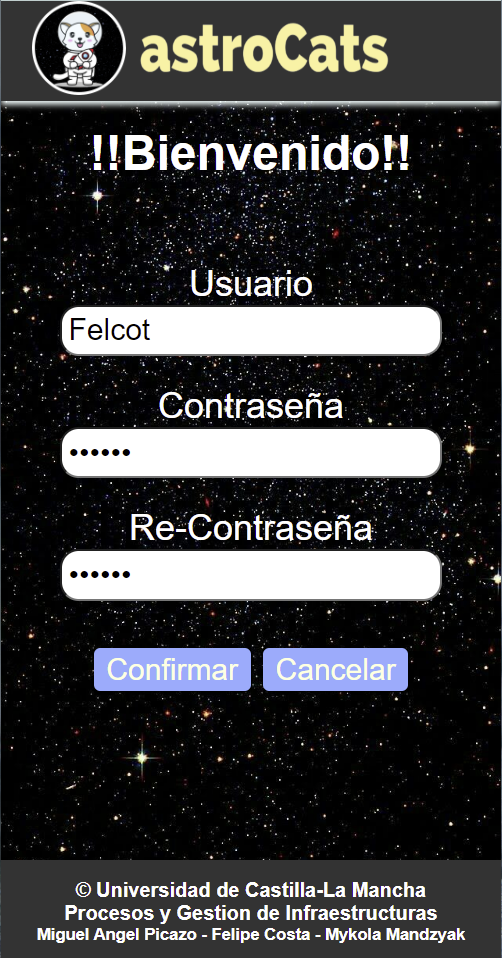 astroCats
!!Bienvenido!!
Usuario
Felcot
Contraseña
••••••
Re-Contraseña
••••••
Confirmar Cancelar
© Universidad de Castilla-La Mancha
Procesos y Gestion de Infraestructuras
Miguel Angel Picazo - Felipe Costa - Mykola Mandzyak